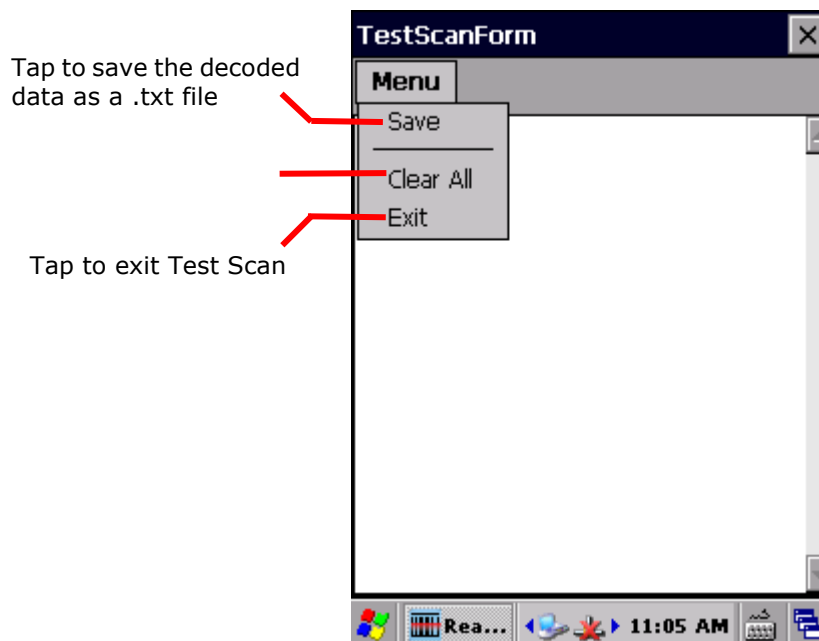 TestScanForm
Tap to save the decoded
data as a .txt file
Menu
Save
Clear All
Exit
Tap to exit Test Scan
Rea...
11:05 AM